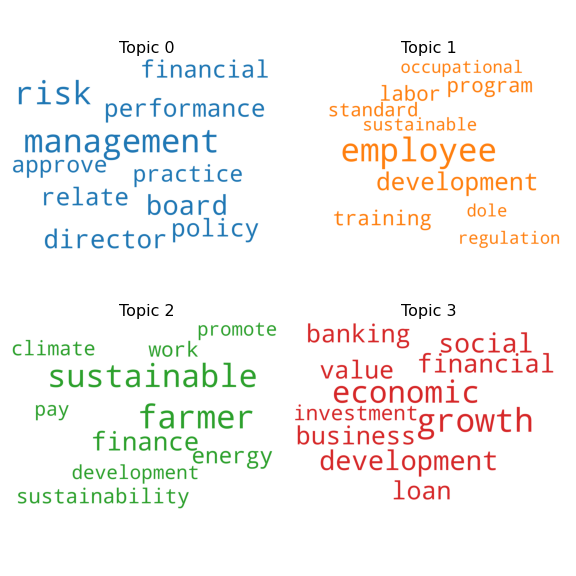 Topic 0
financial
risk
performance
management
approve
practice
relate
board
policy
director
Topic 1
occupational
program
labor
standard
sustainable
employee
development
training
dole
regulation
Topic 2
promote
climate
work
sustainable
pay
farmer
finance
energy
development
sustainability
Topic 3
banking
social
financial
value
economic
investment
growth
business
development
loan